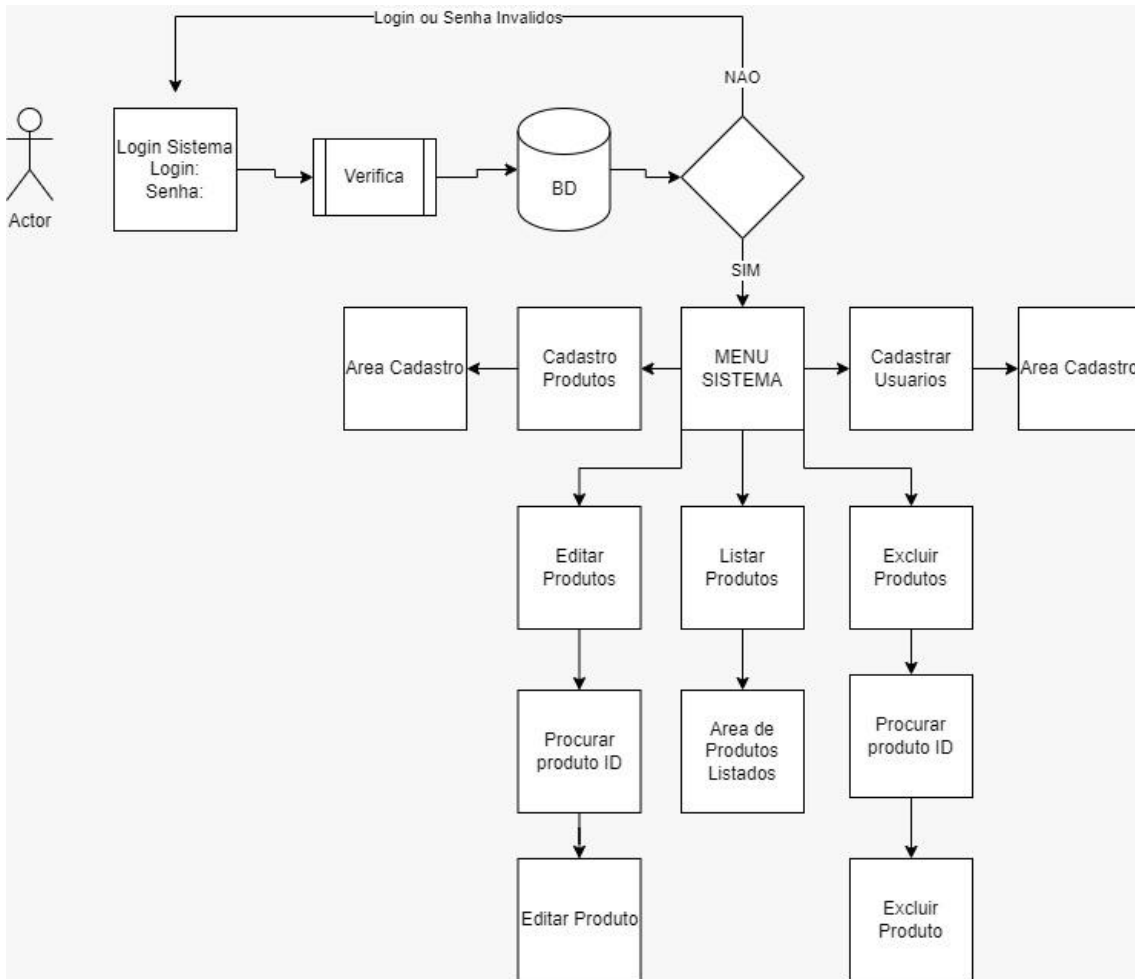 Login ou Senha Invalidos
NAO
Login Sistema
Login:
Senha:
Verifica
BD
Actor
SIM
Area Cadastro
Cadastro
Produtos
MENU
SISTEMA
Cadastrar
Usuarios
Area Cadastro
Editar
Produtos
Listar
Produtos
Excluir
Produtos
Procurar
produto ID
Area de
Produtos
Listados
Procurar
produto ID
Editar Produto
Excluir
Produto